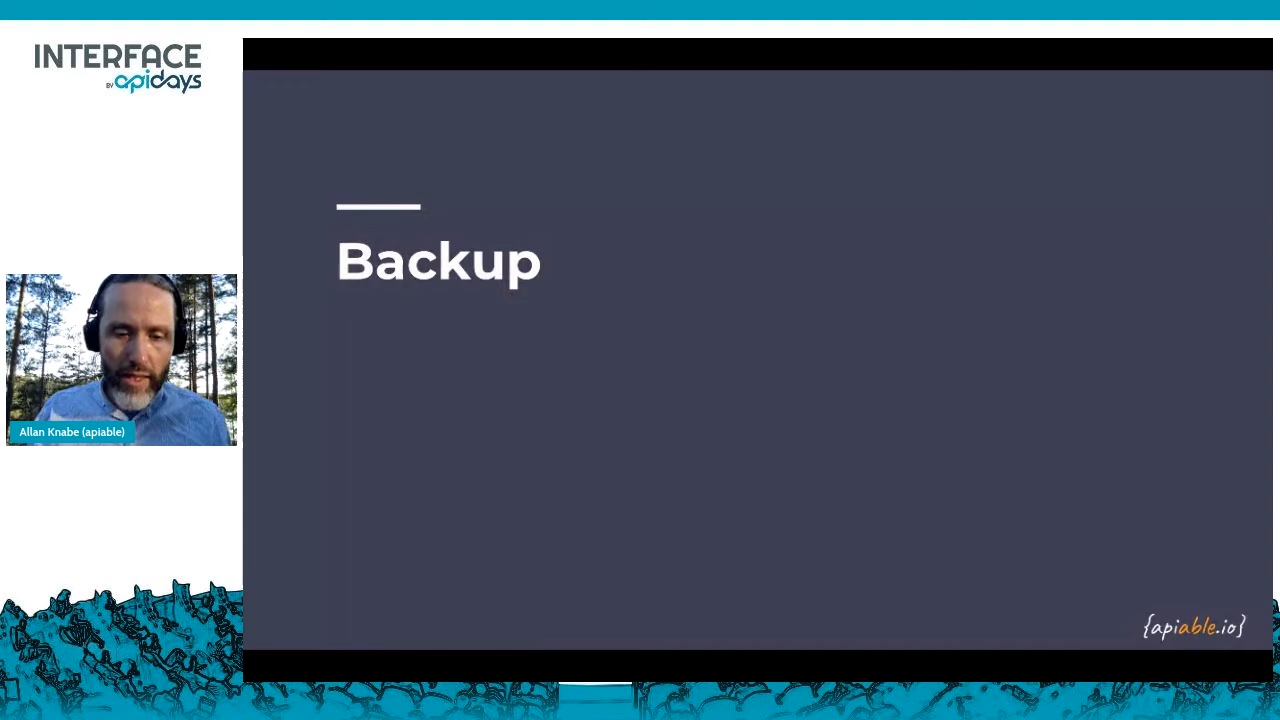 INTERFACE
BY apidays
Backup
Allan Knabe (apiable)
{apiable.io}